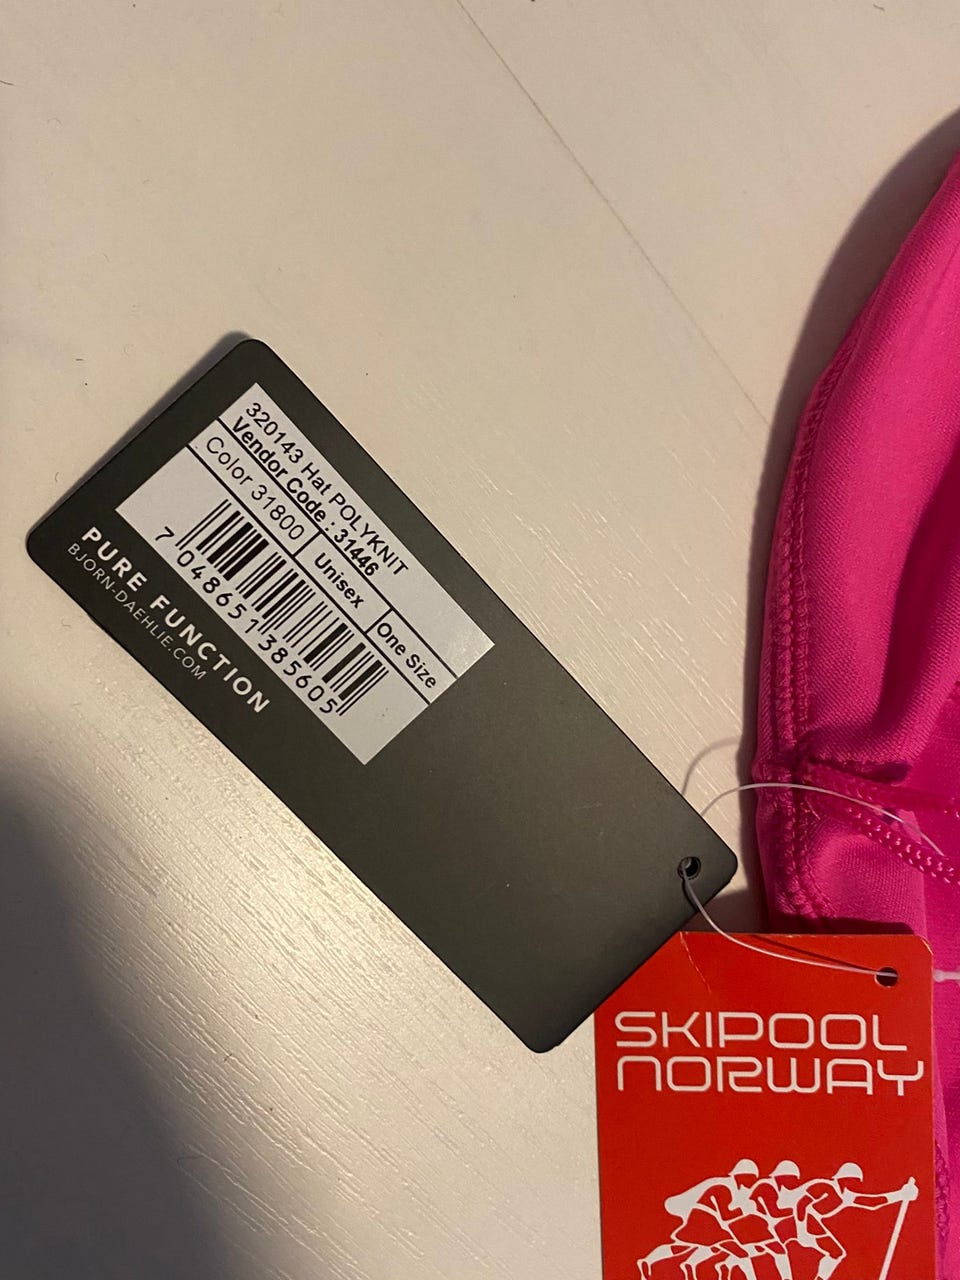 320143 Hat POLYKNIT
Vendor Code : 31446
Color 31800 Unisex One Size
7 048651 385605
PURE FUNCTION
BJORN-DAEHLIE.COM
SKIPOOL
NORWAY